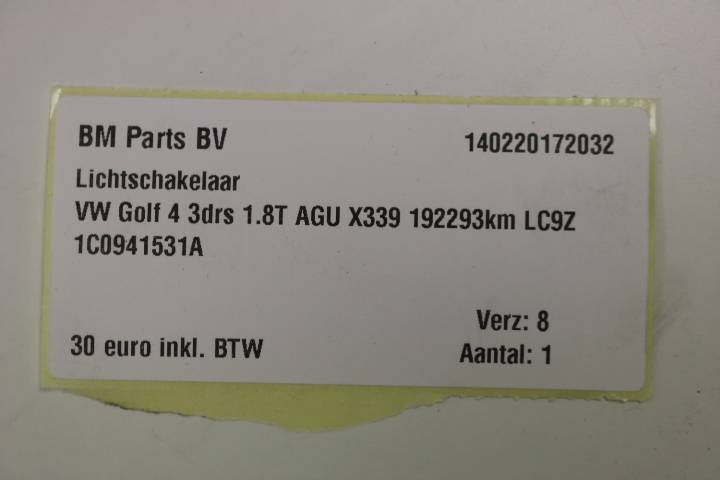 BM Parts BV 140220172032
Lichtschakelaar
VW Golf 4 3drs 1.8T AGU X339 192293km LC9Z
1C0941531A
Verz: 8
30 euro inkl. BTW Aantal: 1